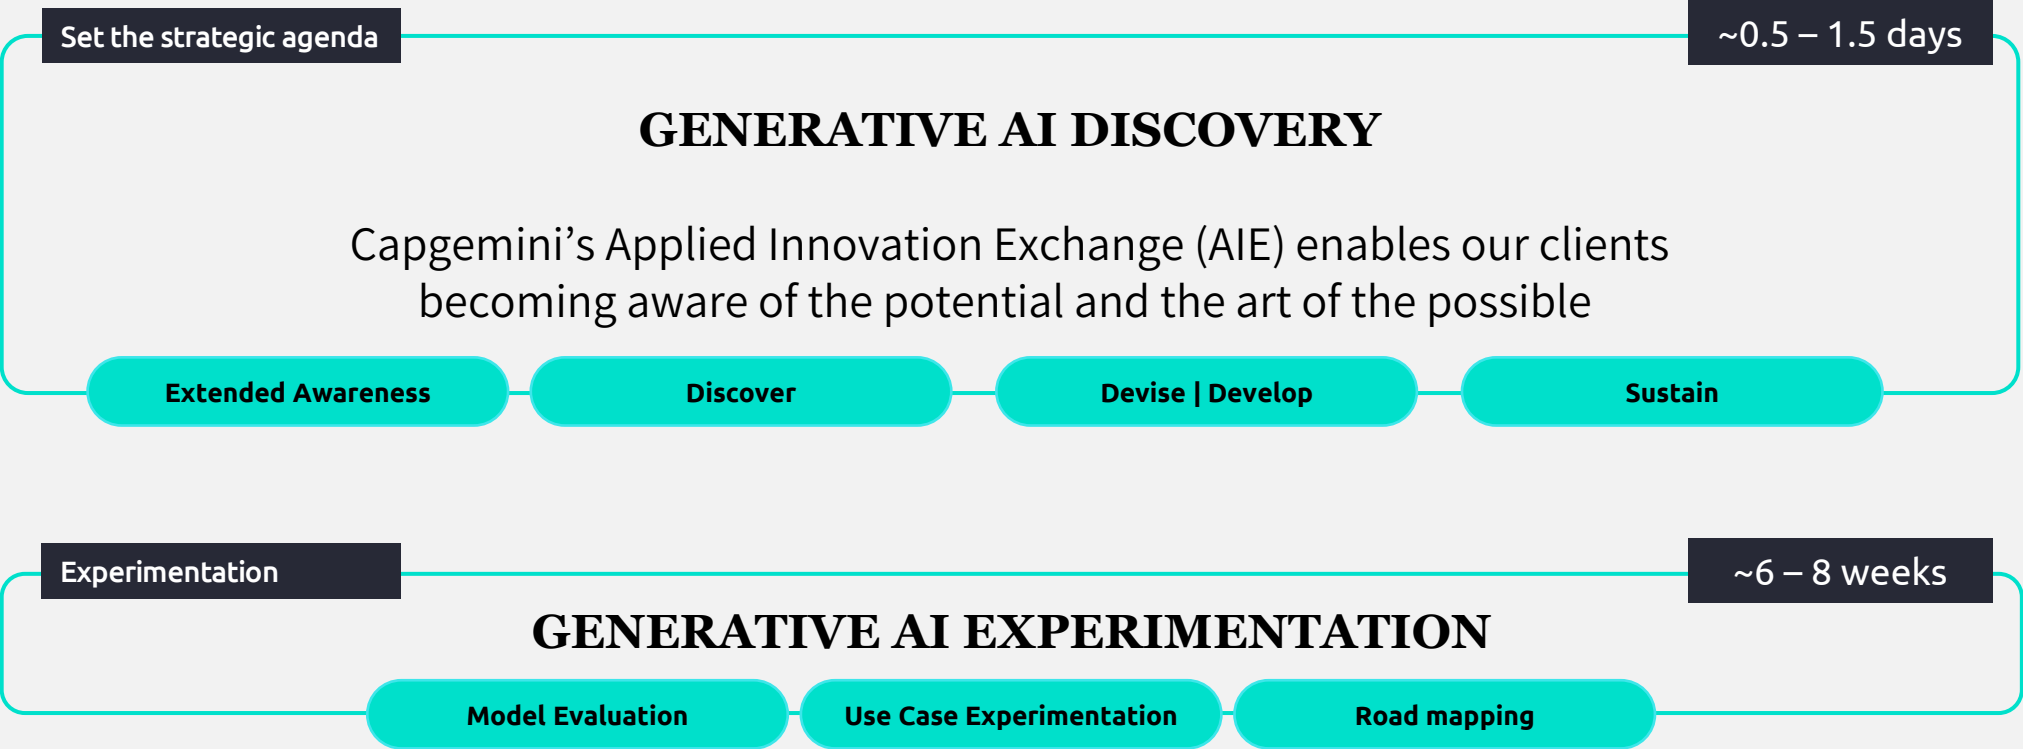 Set the strategic agenda
~0.5 – 1.5 days
GENERATIVE AI DISCOVERY
Capgemini’s Applied Innovation Exchange (AIE) enables our clients
becoming aware of the potential and the art of the possible
Extended Awareness
Discover
Devise | Develop
Sustain
Experimentation
~6 – 8 weeks
GENERATIVE AI EXPERIMENTATION
Model Evaluation
Use Case Experimentation
Road mapping